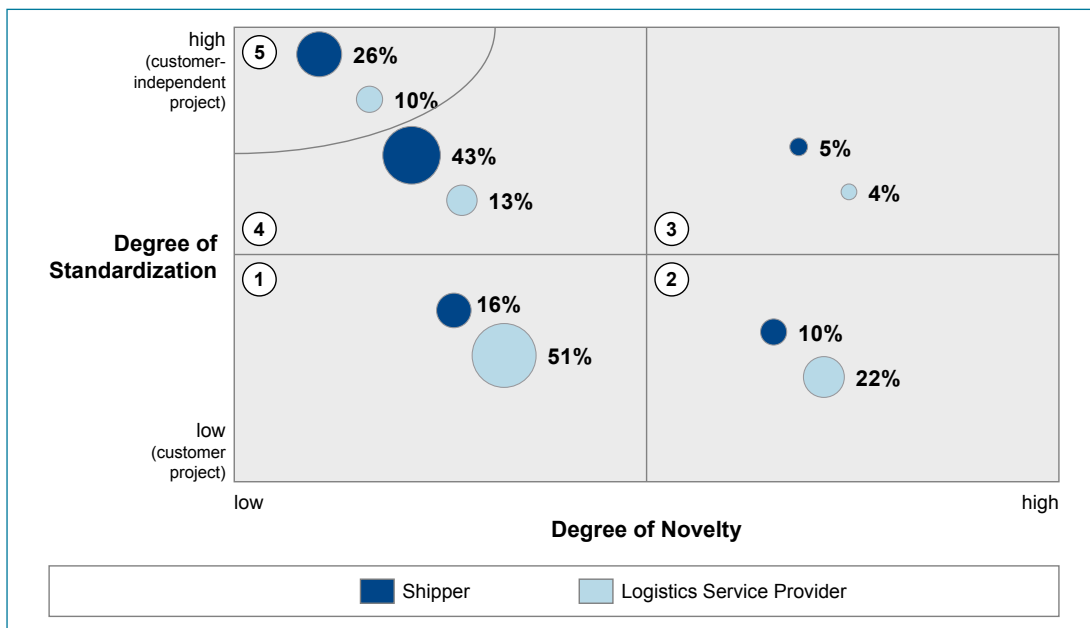 high
(customer-
independent
project)
5
26%
10%
43%
13%
5%
4%
4
3
Degree of
Standardization
1
2
16%
51%
10%
22%
low
(customer
project)
low
high
Degree of Novelty
Shipper
Logistics Service Provider